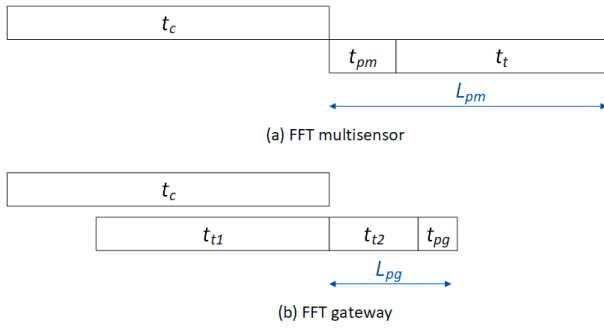 t_c
t_pm t_t
L_pm
(a) FFT multisensor
t_c
t_t1 t_t2 t_pg
L_pg
(b) FFT gateway